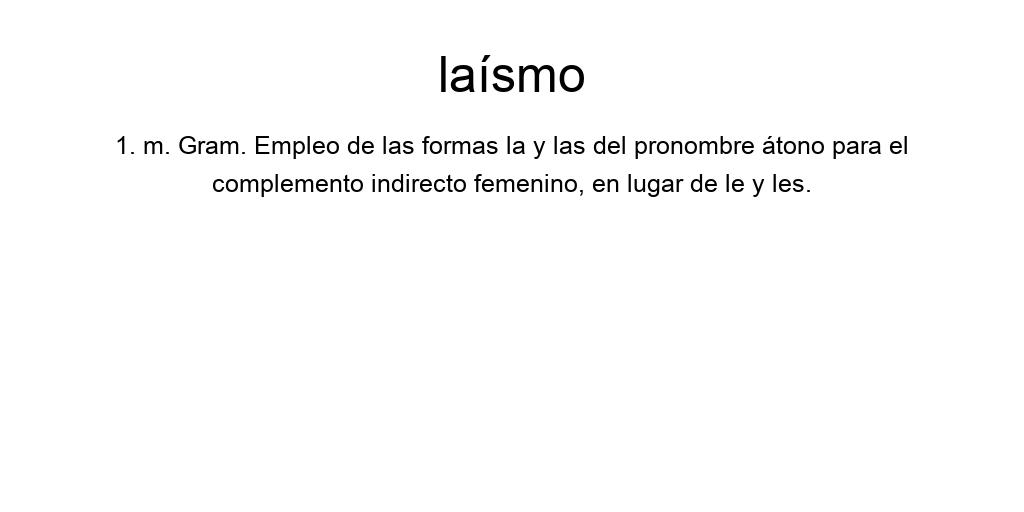 laísmo
1. m. Gram. Empleo de las formas la y las del pronombre átono para el
complemento indirecto femenino, en lugar de le y les.